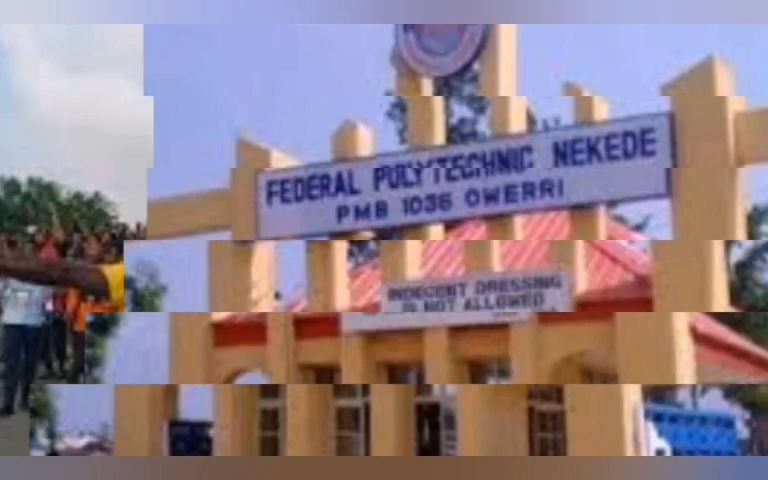 FEDERAL POLYTECHNIC NEKEDE
PMB 1036 OWERRI
INDECENT DRESSING
IS NOT ALLOWED